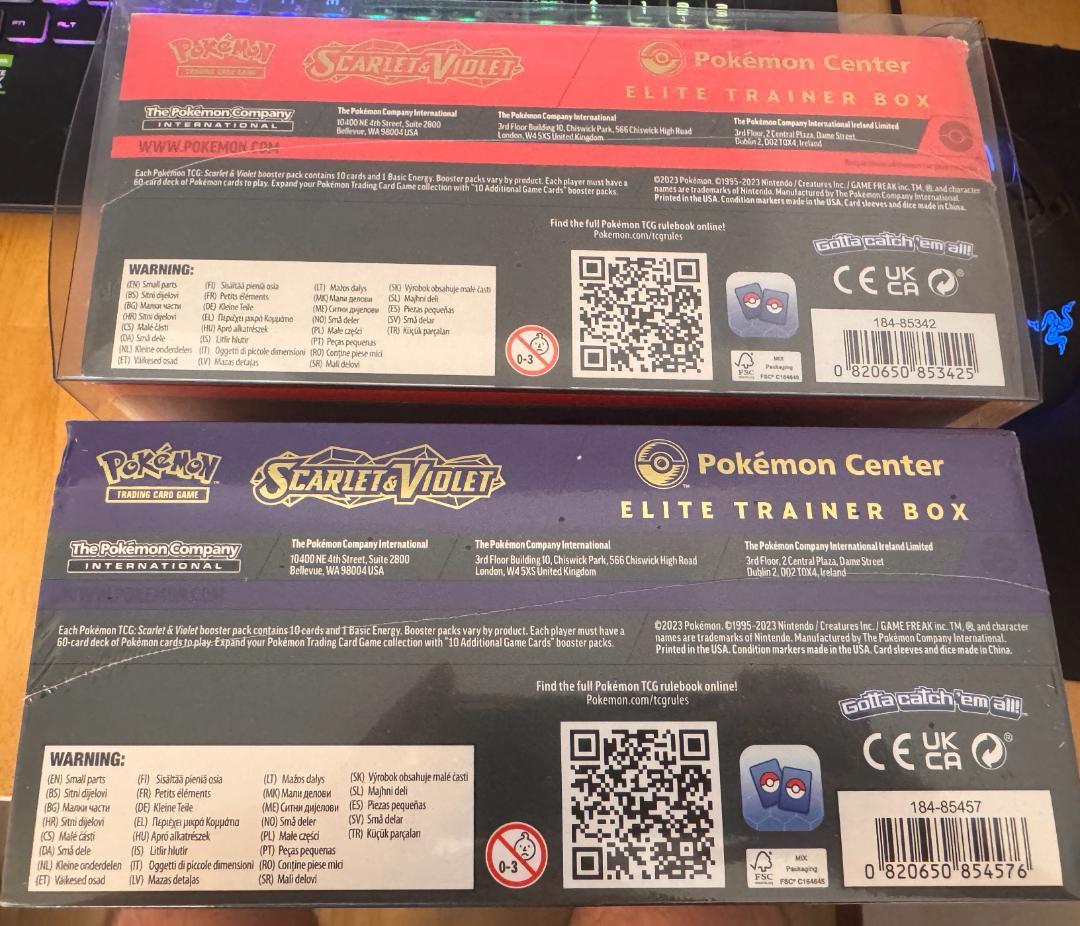 FN
ALT
POKÉMON
TRADING CARD GAME
SCARLET & VIOLET
Pokémon Center
ELITE TRAINER BOX
The Pokémon Company
INTERNATIONAL
The Pokémon Company International
10400 NE 4th Street, Suite 2800
Bellevue, WA 98004 USA
The Pokémon Company International
3rd Floor Building 10, Chiswick Park, 566 Chiswick High Road
London, W4 5XS United Kingdom
The Pokémon Company International Ireland Limited
3rd Floor, 2 Central Plaza, Dame Street
Dublin 2, D02 T0X4, Ireland
WWW.POKEMON.COM
Each Pokémon TCG: Scarlet & Violet booster pack contains 10 cards and 1 Basic Energy. Booster packs vary by product. Each player must have a
60-card deck of Pokémon cards to play. Expand your Pokémon Trading Card Game collection with "10 Additional Game Cards" booster packs.
©2023 Pokémon. ©1995-2023 Nintendo / Creatures Inc. / GAME FREAK inc. TM, ®, and character
names are trademarks of Nintendo. Manufactured by The Pokémon Company International.
Printed in the USA. Condition markers made in the USA. Card sleeves and dice made in China.
Find the full Pokémon TCG rulebook online!
Pokemon.com/tcgrules
Gotta catch 'em all!
WARNING:
(EN) Small parts
(BS) Sitni dijelovi
(BG) Малки части
(HR) Sitni dijelovi
(CS) Malé části
(DA) Små dele
(NL) Kleine onderdelen
(ET) Väikesed osad
(FI) Sisältää pieniä osia
(FR) Petits éléments
(DE) Kleine Teile
(EL) Περιέχει μικρά Κομμάτια
(HU) Apró alkatrészek
(IS) Litlir hlutir
(IT) Oggetti di piccole dimensioni
(LV) Mazas detaļas
(LT) Mažos dalys
(MK) Мали делови
(ME) Ситни дијелови
(NO) Små deler
(PL) Małe części
(PT) Peças pequenas
(RO) Conține piese mici
(SR) Mali delovi
(SK) Výrobok obsahuje malé časti
(SL) Majhni deli
(ES) Piezas pequeñas
(SV) Små delar
(TR) Küçük parçaları
0-3
CE UK
CA
FSC
MIX
Packaging
FSC® C164645
184-85342
0 820650 853425
POKÉMON
TRADING CARD GAME
SCARLET & VIOLET
Pokémon Center
ELITE TRAINER BOX
The Pokémon Company
INTERNATIONAL
The Pokémon Company International
10400 NE 4th Street, Suite 2800
Bellevue, WA 98004 USA
The Pokémon Company International
3rd Floor Building 10, Chiswick Park, 566 Chiswick High Road
London, W4 5XS United Kingdom
The Pokémon Company International Ireland Limited
3rd Floor, 2 Central Plaza, Dame Street
Dublin 2, D02 T0X4, Ireland
WWW.POKEMON.COM
Each Pokémon TCG: Scarlet & Violet booster pack contains 10 cards and 1 Basic Energy. Booster packs vary by product. Each player must have a
60-card deck of Pokémon cards to play. Expand your Pokémon Trading Card Game collection with "10 Additional Game Cards" booster packs.
©2023 Pokémon. ©1995-2023 Nintendo / Creatures Inc. / GAME FREAK inc. TM, ®, and character
names are trademarks of Nintendo. Manufactured by The Pokémon Company International.
Printed in the USA. Condition markers made in the USA. Card sleeves and dice made in China.
Find the full Pokémon TCG rulebook online!
Pokemon.com/tcgrules
Gotta catch 'em all!
WARNING:
(EN) Small parts
(BS) Sitni dijelovi
(BG) Малки части
(HR) Sitni dijelovi
(CS) Malé části
(DA) Små dele
(NL) Kleine onderdelen
(ET) Väikesed osad
(FI) Sisältää pieniä osia
(FR) Petits éléments
(DE) Kleine Teile
(EL) Περιέχει μικρά Κομμάτια
(HU) Apró alkatrészek
(IS) Litlir hlutir
(IT) Oggetti di piccole dimensioni
(LV) Mazas detaļas
(LT) Mažos dalys
(MK) Мали делови
(ME) Ситни дијелови
(NO) Små deler
(PL) Małe części
(PT) Peças pequenas
(RO) Conține piese mici
(SR) Mali delovi
(SK) Výrobok obsahuje malé časti
(SL) Majhni deli
(ES) Piezas pequeñas
(SV) Små delar
(TR) Küçük parçaları
0-3
CE UK
CA
FSC
MIX
Packaging
FSC® C164645
184-85457
0 820650 854576